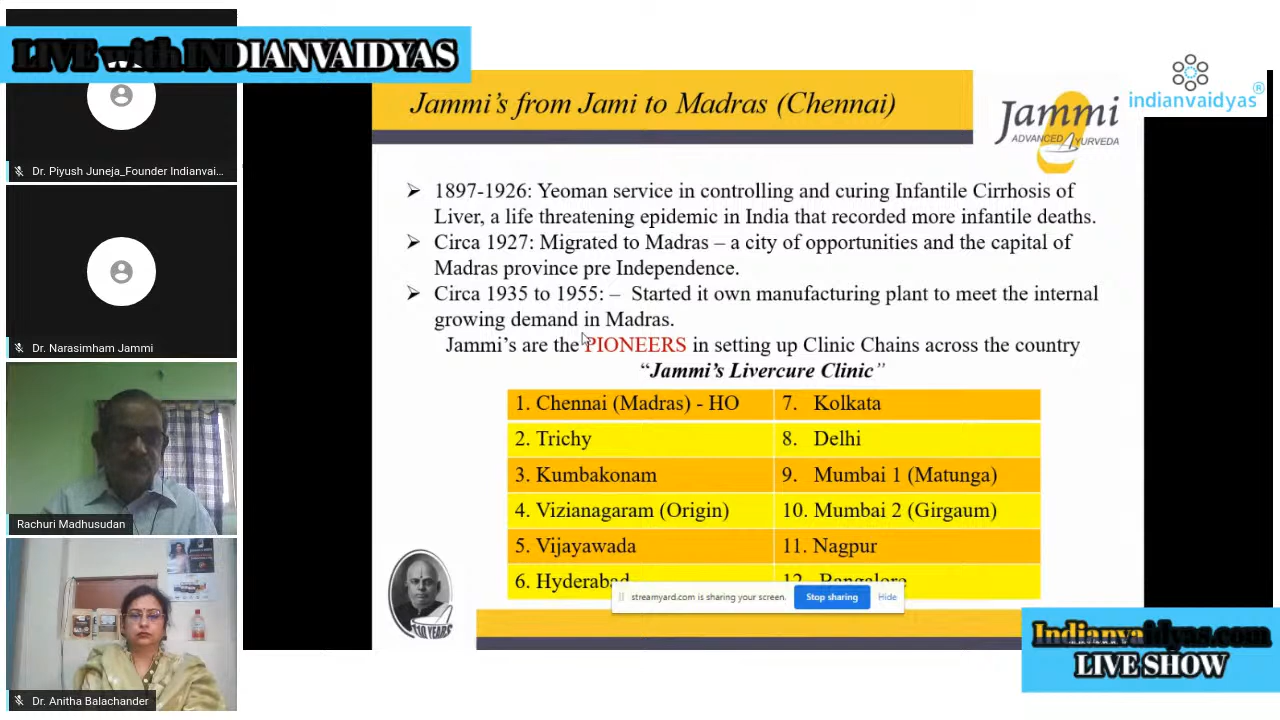 LIVE with INDIANVAIDYAS
Dr. Piyush Juneja_Founder Indianvai...
Dr. Narasimham Jammi
Rachuri Madhusudan
Dr. Anitha Balachander
indianvaidyas®
Jammi's from Jami to Madras (Chennai)
Jammi
ADVANCED AYURVEDA
➢ 1897-1926: Yeoman service in controlling and curing Infantile Cirrhosis of
Liver, a life threatening epidemic in India that recorded more infantile deaths.
➢ Circa 1927: Migrated to Madras – a city of opportunities and the capital of
Madras province pre Independence.
➢ Circa 1935 to 1955: – Started it own manufacturing plant to meet the internal
growing demand in Madras.
Jammi's are the PIONEERS in setting up Clinic Chains across the country
“Jammi's Livercure Clinic”
1. Chennai (Madras) - HO
2. Trichy
3. Kumbakonam
4. Vizianagaram (Origin)
5. Vijayawada
6. Hyderabad
7. Kolkata
8. Delhi
9. Mumbai 1 (Matunga)
10. Mumbai 2 (Girgaum)
11. Nagpur
12. Bangalore
streamyard.com is sharing your screen.
Stop sharing
Hide
110 YEARS
Indianvaidyas.com
LIVE SHOW